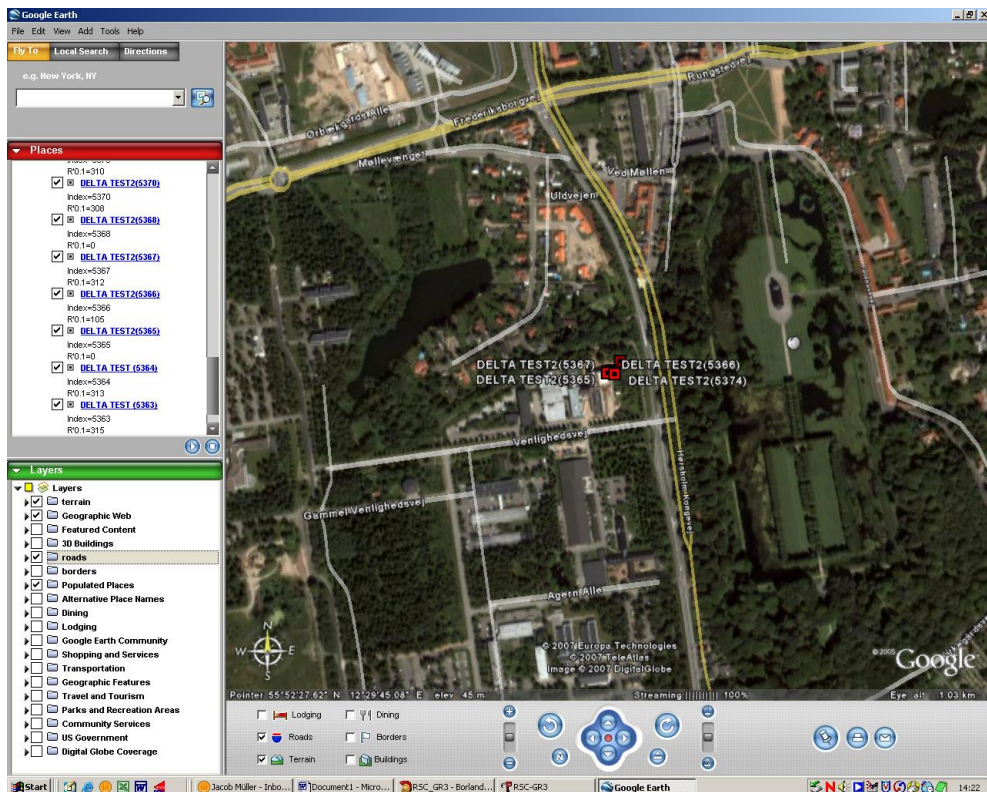 Google Earth
File Edit View Add Tools Help
Fly To Local Search Directions
e.g. New York, NY
Places
R'0.1=310
DELTA TEST2(5370)
Index=5370
R'0.1=308
DELTA TEST2(5368)
Index=5368
R'0.1=0
DELTA TEST2(5367)
Index=5367
R'0.1=312
DELTA TEST2(5366)
Index=5366
R'0.1=105
DELTA TEST2(5365)
Index=5365
R'0.1=0
DELTA TEST (5364)
Index=5364
R'0.1=313
DELTA TEST (5363)
Index=5363
R'0.1=315
Layers
Layers
terrain
Geographic Web
Featured Content
3D Buildings
roads
borders
Populated Places
Alternative Place Names
Dining
Lodging
Google Earth Community
Shopping and Services
Transportation
Geographic Features
Travel and Tourism
Parks and Recreation Areas
Community Services
US Government
Digital Globe Coverage
Rungstedvej
Frederiksborgvej
Ørbækgårds Alle
Møllevænget
Ved Møllen
Uldvejen
DELTA TEST2(5367) DELTA TEST2(5366)
DELTA TEST2(5365) DELTA TEST2(5374)
Venlighedsvej
Hørsholm Kongevej
Gammel Venlighedsvej
Agern Alle
N
W E
S
© 2007 Europa Technologies
© 2007 TeleAtlas
Image © 2007 DigitalGlobe
©2005 Google
Pointer 55°52'27.62" N 12°29'45.08" E elev 45 m Streaming |||||||||| 100% Eye alt 1.03 km
Lodging Dining
Roads Borders
Terrain Buildings
N
Start Jacob Müller - Inbo... Document1 - Micro... R5C_GR3 - Borland... R5C-GR3 Google Earth 14:22